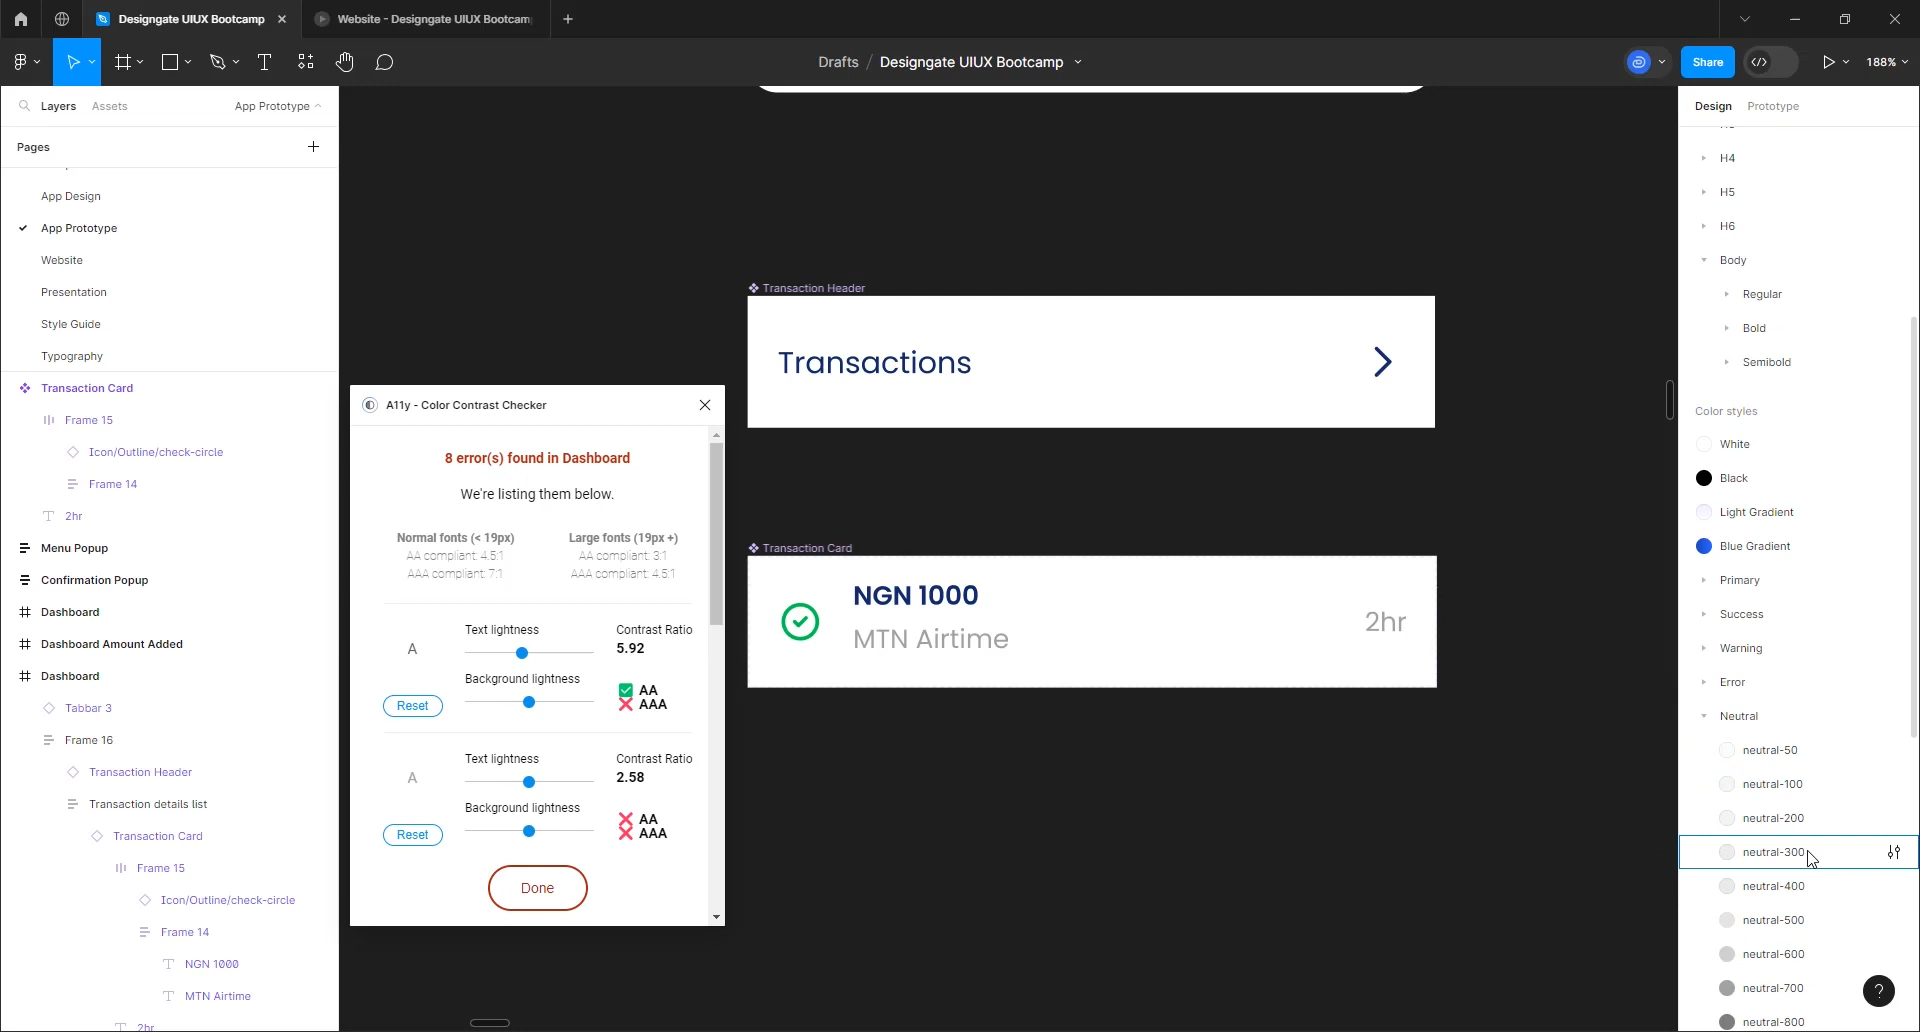 Designgate UIUX Bootcamp
Website - Designgate UIUX Bootcam
Drafts / Designgate UIUX Bootcamp
Share
188%
Layers
Assets
App Prototype
Pages
App Design
App Prototype
Website
Presentation
Style Guide
Typography
Transaction Card
Frame 15
Icon/Outline/check-circle
Frame 14
2hr
Menu Popup
Confirmation Popup
Dashboard
Dashboard Amount Added
Dashboard
Tabbar 3
Frame 16
Transaction Header
Transaction details list
Transaction Card
Frame 15
Icon/Outline/check-circle
Frame 14
NGN 1000
MTN Airtime
2hr
A11y - Color Contrast Checker
8 error(s) found in Dashboard
We're listing them below.
Normal fonts (< 19px)
AA compliant: 4.5:1
AAA compliant: 7:1
Large fonts (19px +)
AA compliant: 3:1
AAA compliant: 4.5:1
A
Text lightness
Contrast Ratio
5.92
Background lightness
Reset
AA
AAA
A
Text lightness
Contrast Ratio
2.58
Background lightness
Reset
AA
AAA
Done
Transaction Header
Transactions
Transaction Card
NGN 1000
MTN Airtime
2hr
Design
Prototype
H4
H5
H6
Body
Regular
Bold
Semibold
Color styles
White
Black
Light Gradient
Blue Gradient
Primary
Success
Warning
Error
Neutral
neutral-50
neutral-100
neutral-200
neutral-300
neutral-400
neutral-500
neutral-600
neutral-700
neutral-800
?